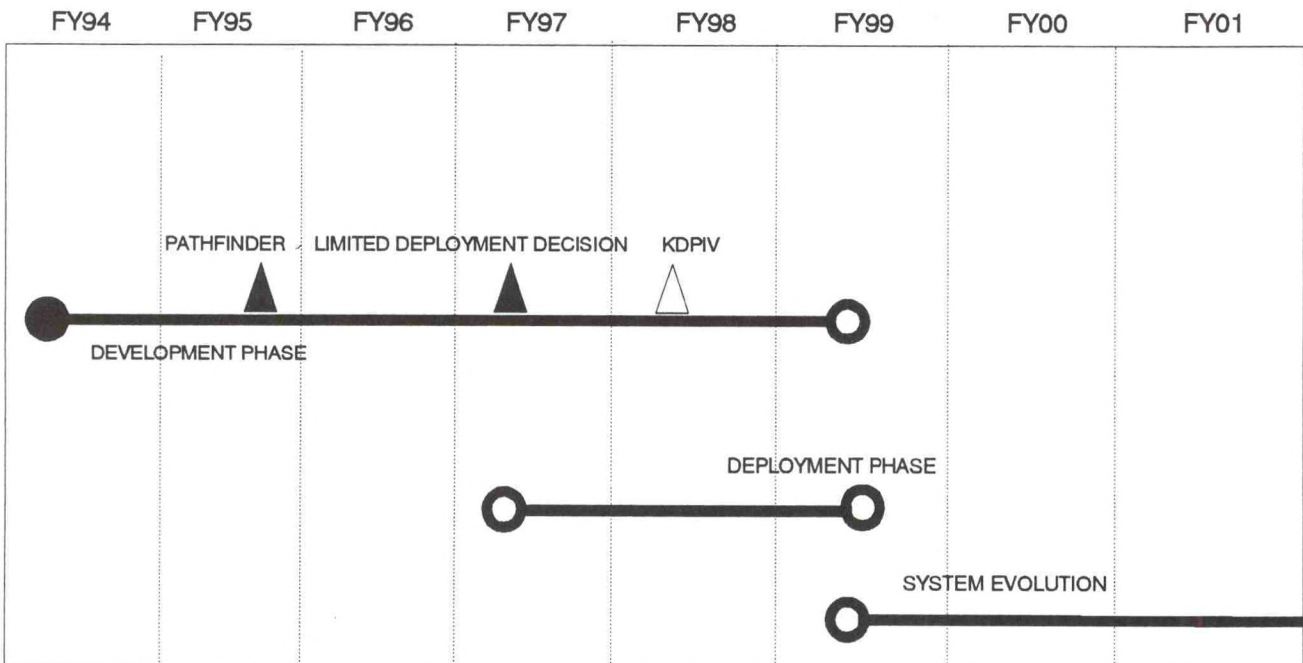 FY94 FY95 FY96 FY97 FY98 FY99 FY00 FY01
PATHFINDER LIMITED DEPLOYMENT DECISION KDPIV
DEVELOPMENT PHASE
DEPLOYMENT PHASE
SYSTEM EVOLUTION